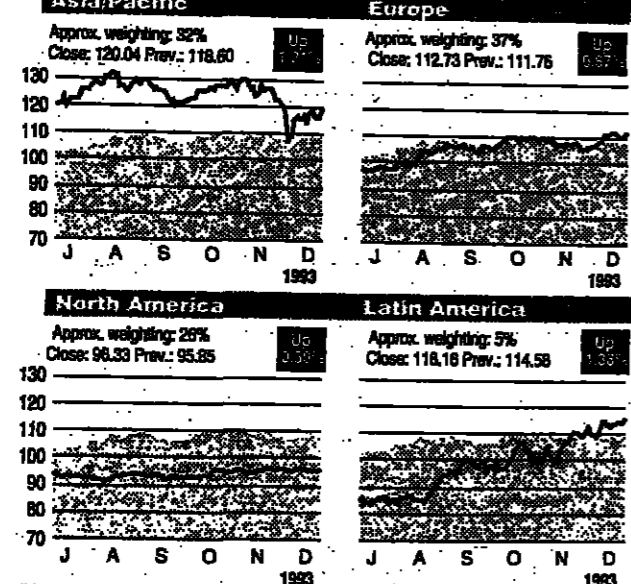 Asia/Pacific
Approx. weighting: 32%
Close: 120.04 Prev.: 118.60
Up
130
120
110
100
90
80
70
J A S O N D
1993
Europe
Approx. weighting: 37%
Close: 112.73 Prev.: 111.76
Up
0.87%
J A S O N D
1993
North America
Approx. weighting: 26%
Close: 96.33 Prev.: 95.85
Up
130
120
110
100
90
80
70
J A S O N D
1993
Latin America
Approx. weighting: 5%
Close: 116.16 Prev.: 114.58
Up
J A S O N D
1993